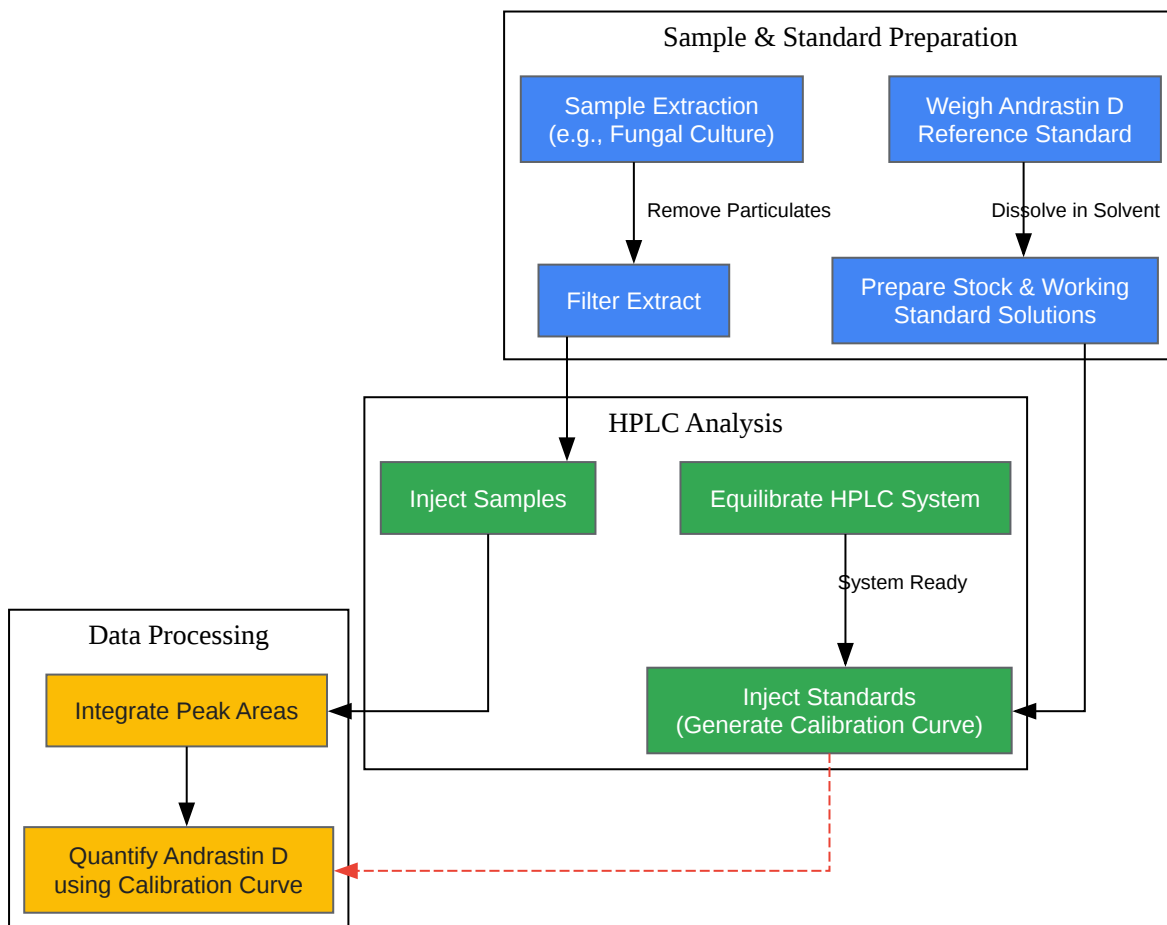 Sample & Standard Preparation
Sample Extraction
(e.g., Fungal Culture)
Weigh Andrastin D
Reference Standard
Remove Particulates
Dissolve in Solvent
Filter Extract
Prepare Stock & Working
Standard Solutions
HPLC Analysis
Inject Samples
Equilibrate HPLC System
System Ready
Data Processing
Integrate Peak Areas
Inject Standards
(Generate Calibration Curve)
Quantify Andrastin D
using Calibration Curve